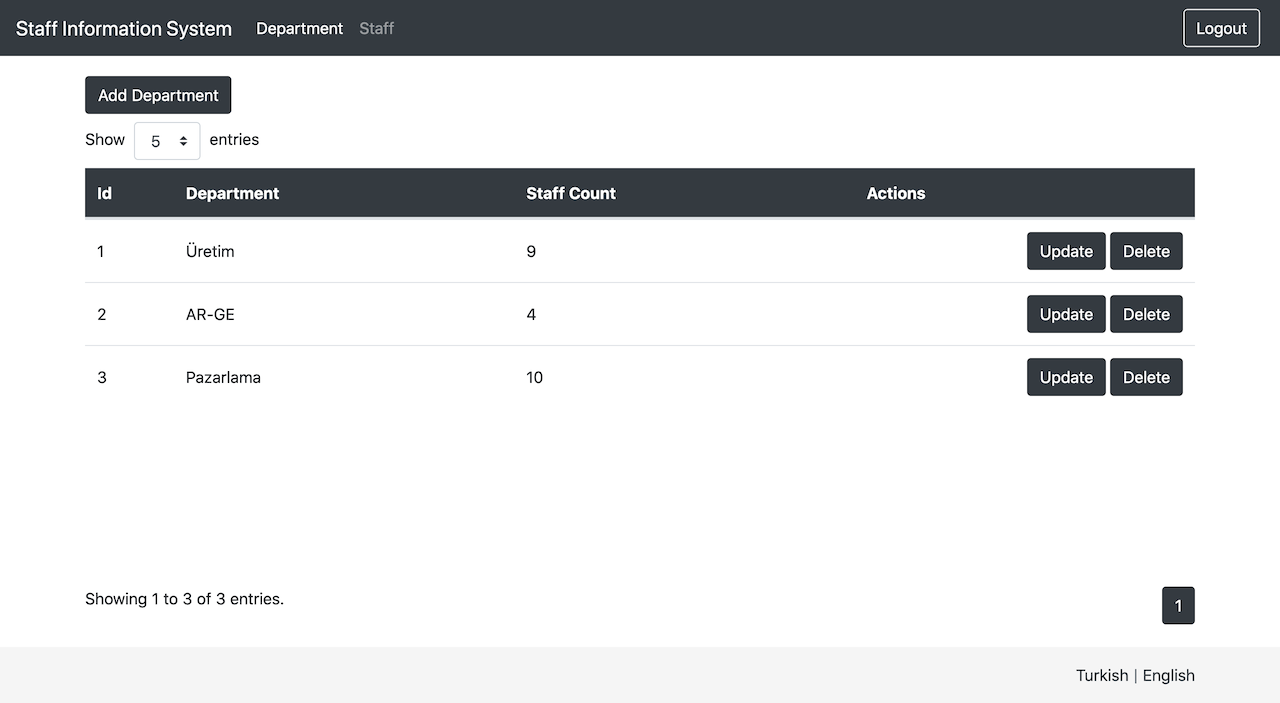 Staff Information System Department Staff Logout
Add Department
Show 5 entries
Id Department Staff Count Actions
1 Üretim 9 Update Delete
2 AR-GE 4 Update Delete
3 Pazarlama 10 Update Delete
Showing 1 to 3 of 3 entries. 1
Turkish | English